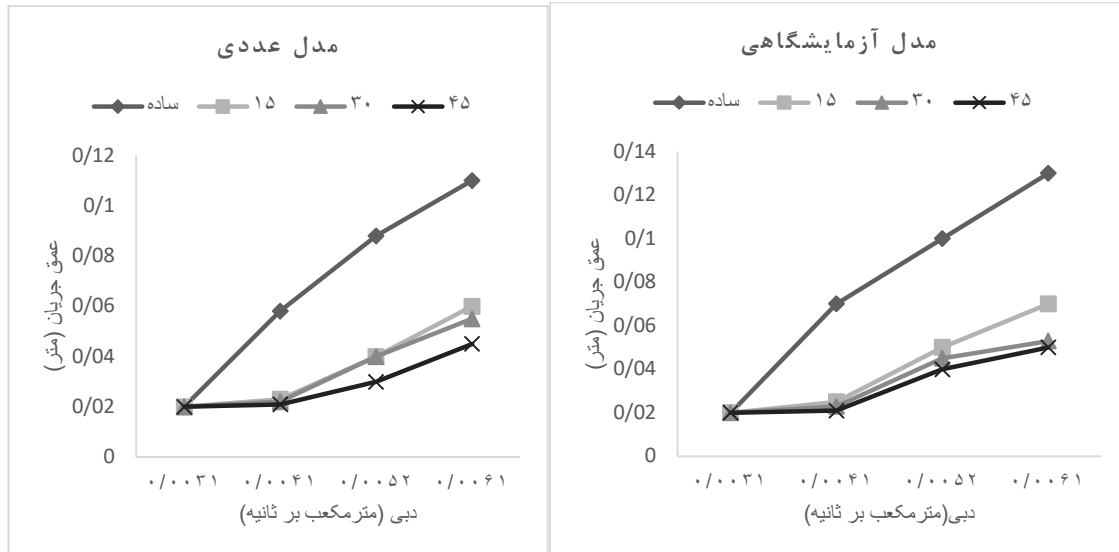 مدل عددی
ساده ۱۵ ۳۰ ۴۵
0/12
0/1
0/08
0/06
0/04
0/02
0
عمق جریان (متر)
۰/۰۰۳۱ ۰/۰۰۴۱ ۰/۰۰۵۲ ۰/۰۰۶۱
دبی (مترمکعب بر ثانیه)
مدل آزمایشگاهی
ساده ۱۵ ۳۰ ۴۵
0/14
0/12
0/1
0/08
0/06
0/04
0/02
0
عمق جریان (متر)
۰/۰۰۳۱ ۰/۰۰۴۱ ۰/۰۰۵۲ ۰/۰۰۶۱
دبی(مترمکعب بر ثانیه)